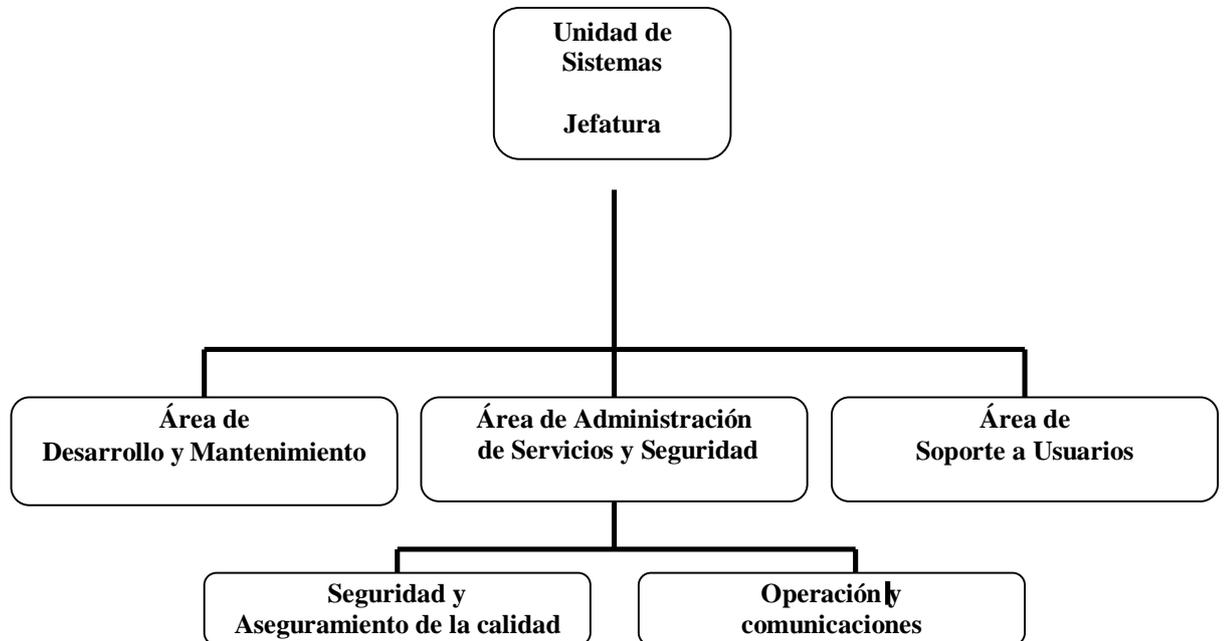 Unidad de
Sistemas
Jefatura
Área de
Desarrollo y Mantenimiento
Área de Administración
de Servicios y Seguridad
Área de
Soporte a Usuarios
Seguridad y
Aseguramiento de la calidad
Operación y
comunicaciones